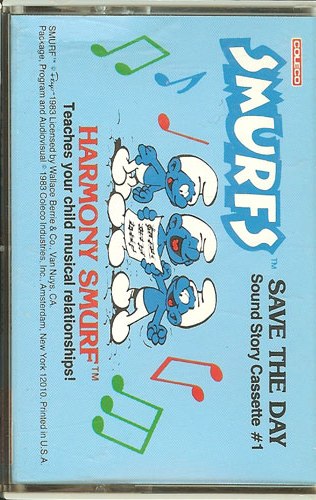 COLECO
SMURFS™
SAVE THE DAY
Sound Story Cassette #1
HARMONY SMURF™
Teaches your child musical relationships!
SMURF™ © Peyo 1983 Licensed by Wallace Berrie & Co. Van Nuys, CA.
Package, Program and Audiovisual © 1983 Coleco Industries, Inc. Amsterdam, New York 12010. Printed in U.S.A.